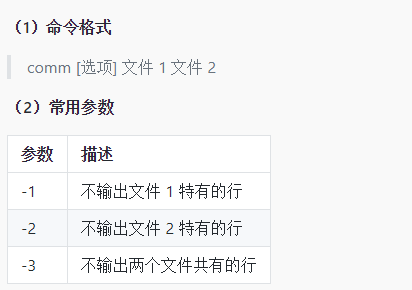 （1）命令格式
comm [选项] 文件 1 文件 2
（2）常用参数
参数 描述
-1 不输出文件 1 特有的行
-2 不输出文件 2 特有的行
-3 不输出两个文件共有的行